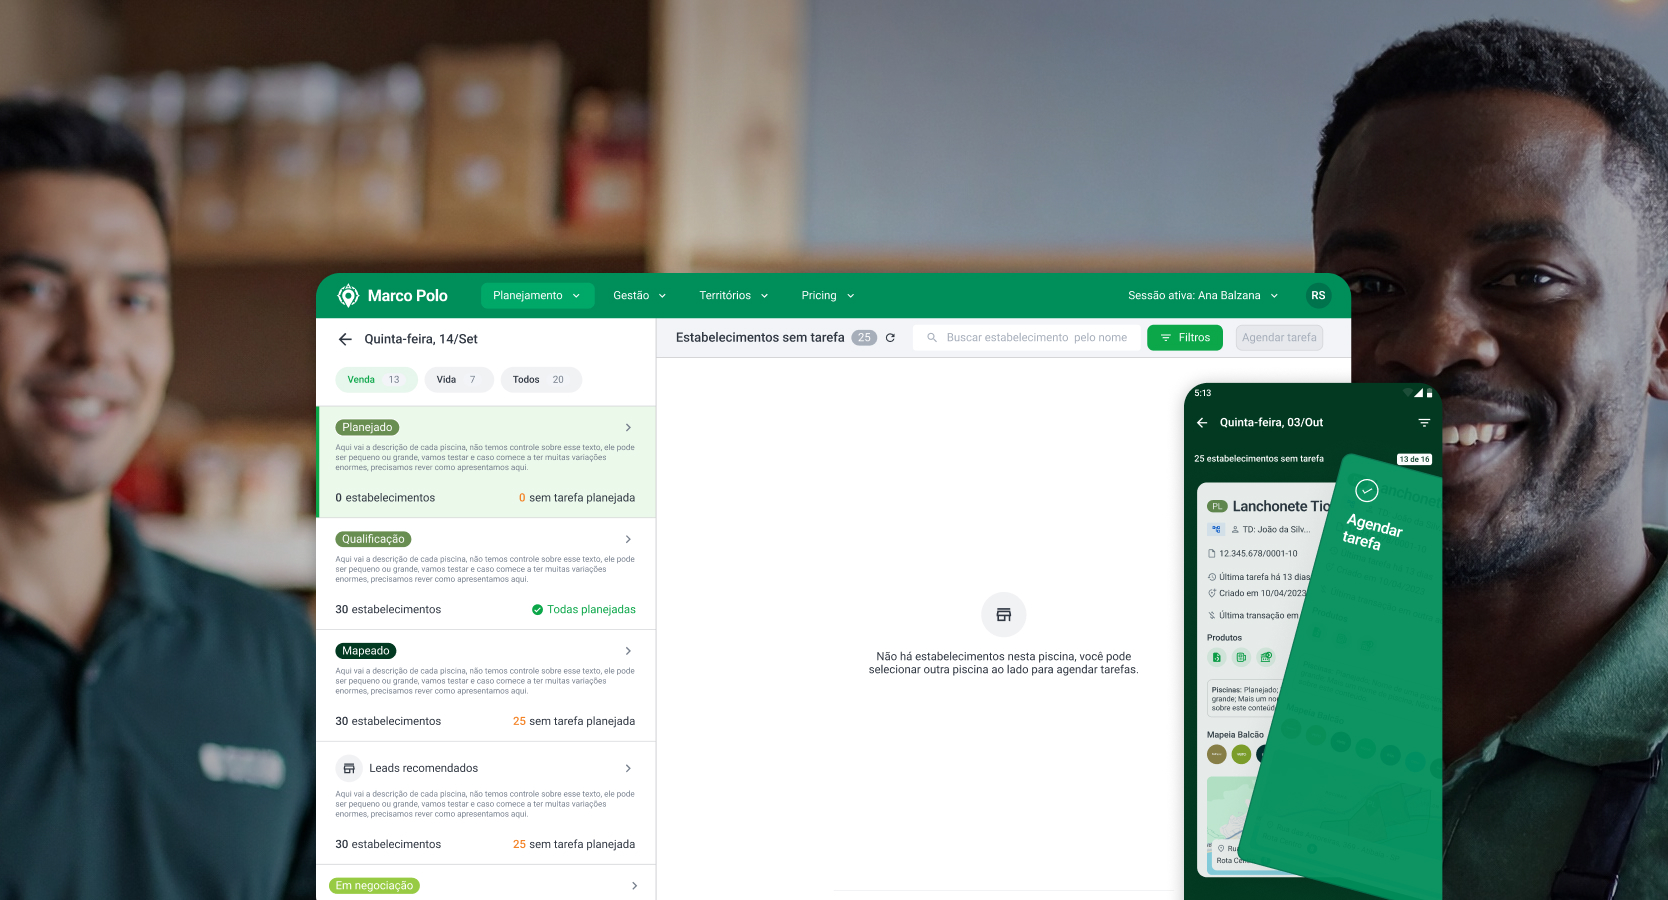 Marco Polo
Planejamento
Gestão
Territórios
Pricing
Sessão ativa: Ana Balzana
RS
Quinta-feira, 14/Set
Venda 13
Vida 7
Todos 20
Planejado
Aqui vai a descrição de cada piscina, não temos controle sobre esse texto, ele pode
ser pequeno ou grande, vamos testar e caso comece a ter muitas variações
enormes, precisamos rever como apresentamos aqui.
0 estabelecimentos
0 sem tarefa planejada
Qualificação
Aqui vai a descrição de cada piscina, não temos controle sobre esse texto, ele pode
ser pequeno ou grande, vamos testar e caso comece a ter muitas variações
enormes, precisamos rever como apresentamos aqui.
30 estabelecimentos
Todas planejadas
Mapeado
Aqui vai a descrição de cada piscina, não temos controle sobre esse texto, ele pode
ser pequeno ou grande, vamos testar e caso comece a ter muitas variações
enormes, precisamos rever como apresentamos aqui.
30 estabelecimentos
25 sem tarefa planejada
Leads recomendados
Aqui vai a descrição de cada piscina, não temos controle sobre esse texto, ele pode
ser pequeno ou grande, vamos testar e caso comece a ter muitas variações
enormes, precisamos rever como apresentamos aqui.
30 estabelecimentos
25 sem tarefa planejada
Em negociação
Estabelecimentos sem tarefa 25
Buscar estabelecimento pelo nome
Filtros
Agendar tarefa
Não há estabelecimentos nesta piscina, você pode
selecionar outra piscina ao lado para agendar tarefas.
5:13
Quinta-feira, 03/Out
25 estabelecimentos sem tarefa
13 de 16
PL Lanchonete Tio
TD: João da Silv...
12.345.678/0001-10
Última tarefa há 13 dias
Criado em 10/04/2023
Última transação em
Produtos
Piscinas: Planejado;
grande; Mais um
sobre este
Mapeia Balcão
Rota
Agendar
tarefa